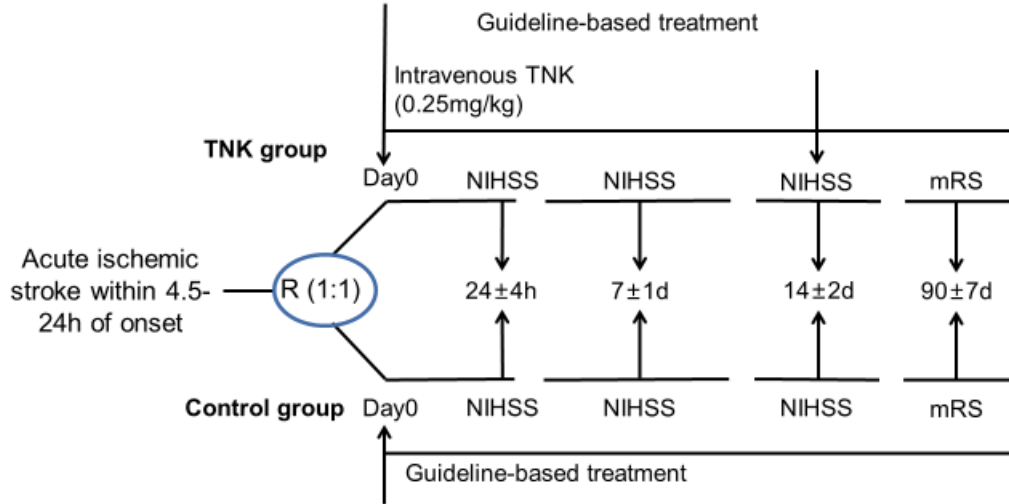 Guideline-based treatment
Intravenous TNK
(0.25mg/kg)
TNK group
Day0 NIHSS NIHSS NIHSS mRS
Acute ischemic
stroke within 4.5-
24h of onset
R (1:1)
24±4h 7±1d 14±2d 90±7d
Control group Day0 NIHSS NIHSS NIHSS mRS
Guideline-based treatment